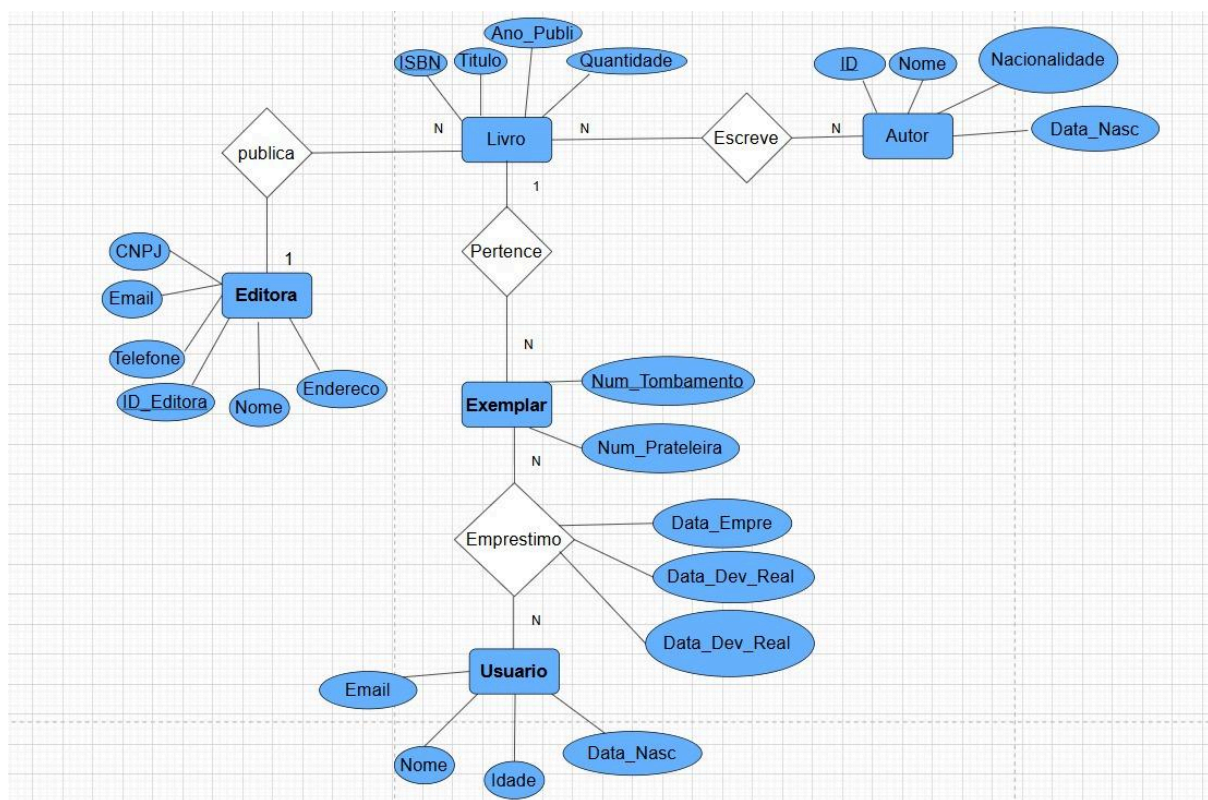 Ano_Publi
ISBN
Titulo
Quantidade
ID
Nome
Nacionalidade
N
Livro
N
Escreve
N
Autor
Data_Nasc
publica
1
Pertence
CNPJ
1
Email
Editora
Telefone
ID_Editora
Nome
Endereco
N
Num_Tombamento
Exemplar
Num_Prateleira
N
Data_Empre
Emprestimo
Data_Dev_Real
N
Data_Dev_Real
Usuario
Email
Nome
Idade
Data_Nasc